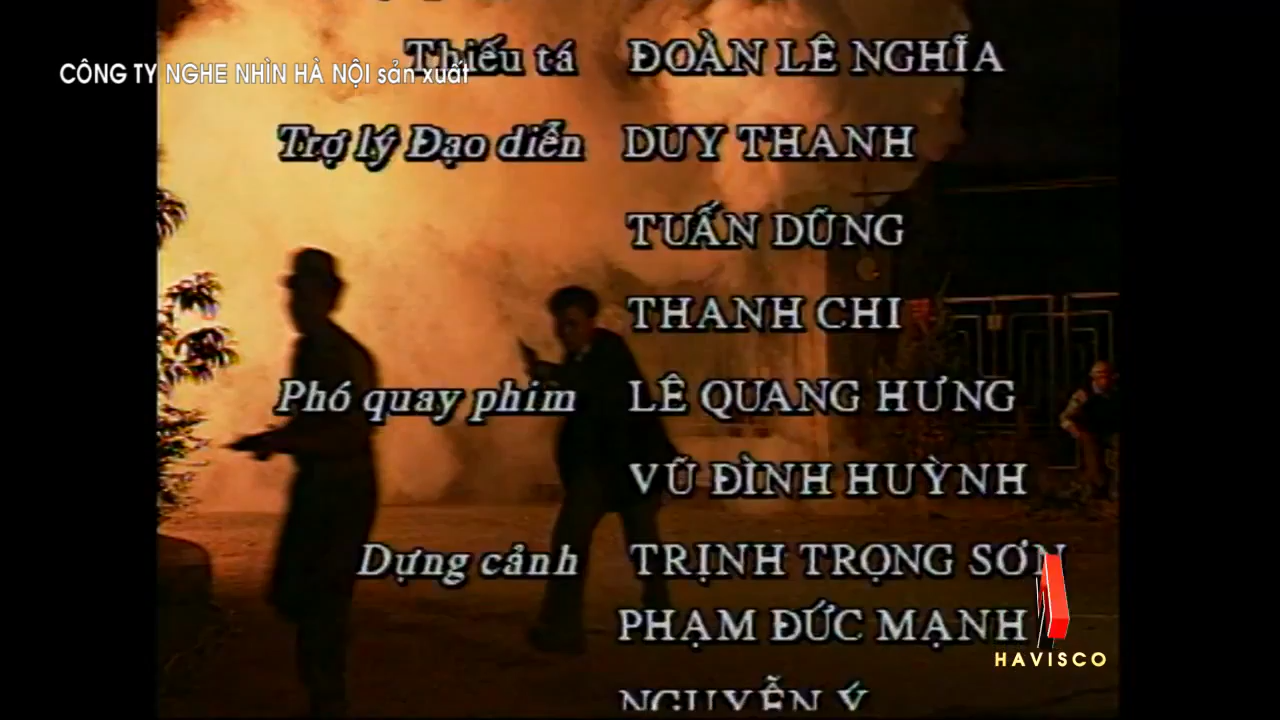 Thiếu tá ĐOÀN LÊ NGHĨA
CÔNG TY NGHE NHÌN HÀ NỘI sản xuất
Trợ lý Đạo diễn DUY THANH
TUẤN DŨNG
THANH CHI
Phó quay phim LÊ QUANG HƯNG
VŨ ĐÌNH HUỲNH
Dựng cảnh TRỊNH TRỌNG SƠN
PHẠM ĐỨC MẠNH
HAVISCO
NGUYỄN Ý